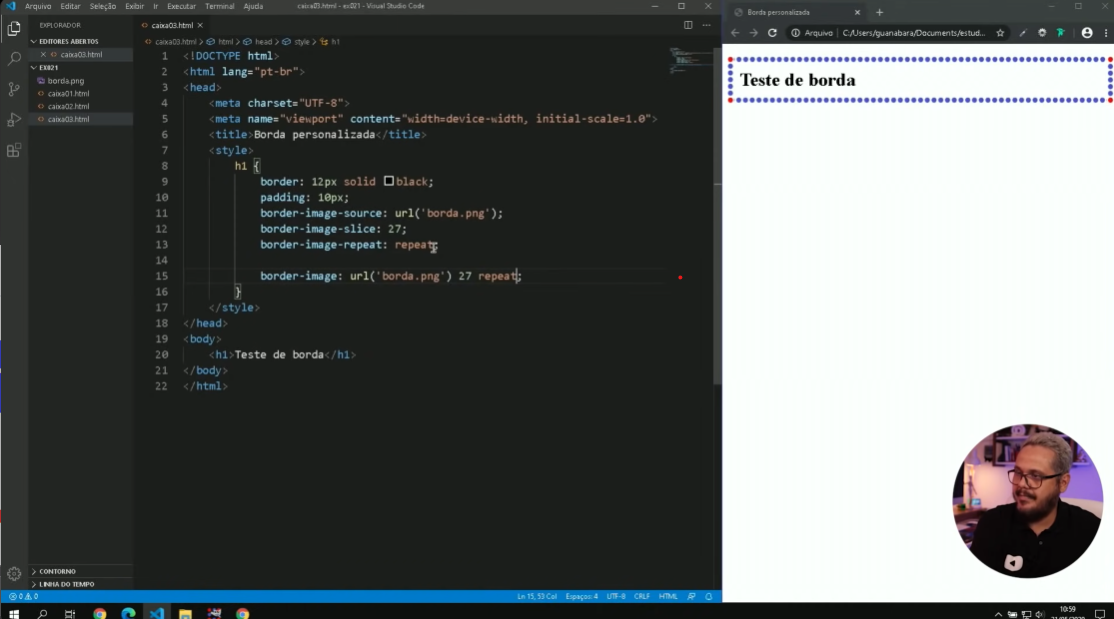 Arquivo Editar Seleção Exibir Ir Executar Terminal Ajuda caixa03.html - ex021 - Visual Studio Code
Borda personalizada
EXPLORADOR
caixa03.html
Arquivo C:/Users/guanabara/Documents/estud...
EDITORES ABERTOS
caixa03.html
caixa03.html > html > head > style > h1
EX021
borda.png
caixa01.html
caixa02.html
caixa03.html
1 <!DOCTYPE html>
2 <html lang="pt-br">
3 <head>
4 <meta charset="UTF-8">
5 <meta name="viewport" content="width=device-width, initial-scale=1.0">
6 <title>Borda personalizada</title>
7 <style>
8 h1 {
9 border: 12px solid black;
10 padding: 10px;
11 border-image-source: url('borda.png');
12 border-image-slice: 27;
13 border-image-repeat: repeat;
14
15 border-image: url('borda.png') 27 repeat;
16 }
17 </style>
18 </head>
19 <body>
20 <h1>Teste de borda</h1>
21 </body>
22 </html>
Teste de borda
CONTORNO
LINHA DO TEMPO
0 0
Ln 15, 53 Col Espaços: 4 UTF-8 CRLF HTML
10:59